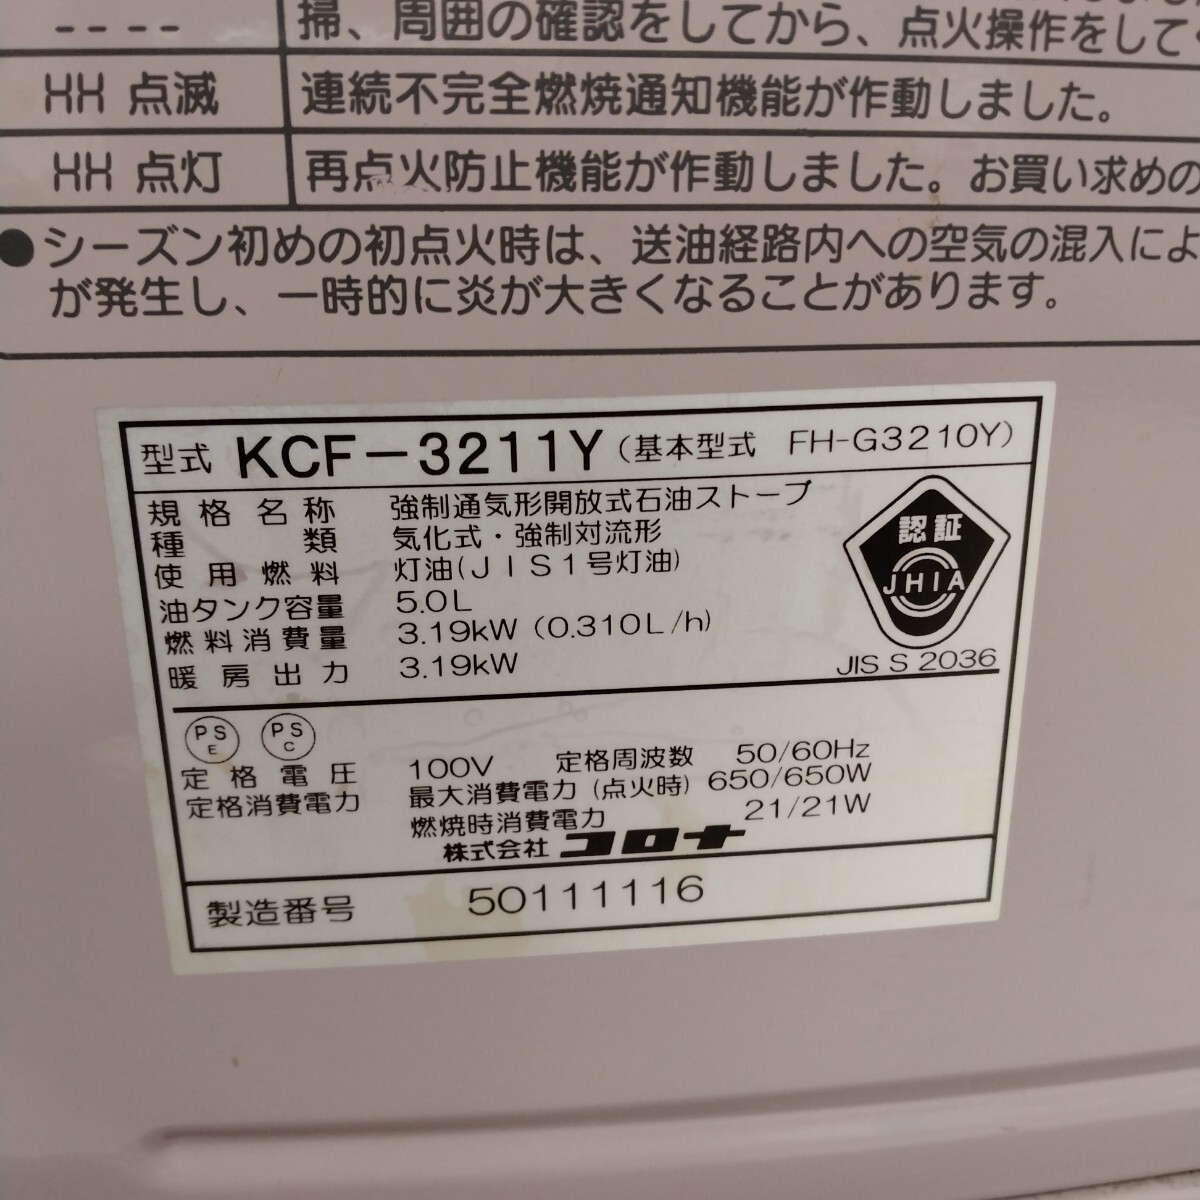 ---- 掃、周囲の確認をしてから、点火操作をして
HH 点滅 連続不完全燃焼通知機能が作動しました。
HH 点灯 再点火防止機能が作動しました。お買い求めの
●シーズン初めの初点火時は、送油経路内への空気の混入によ
が発生し、一時的に炎が大きくなることがあります。
型式 KCF-3211Y (基本型式 FH-G3210Y)
規格名称 強制通気形開放式石油ストーブ
種類 気化式・強制対流形
使用燃料 灯油(JIS1号灯油)
油タンク容量 5.0L
燃料消費量 3.19kW (0.310L/h)
暖房出力 3.19kW
認証
JHIA
JIS S 2036
PS E PS C
定格電圧 100V 定格周波数 50/60Hz
定格消費電力 最大消費電力 (点火時) 650/650W
燃焼時消費電力 21/21W
株式会社 コロナ
製造番号 50111116